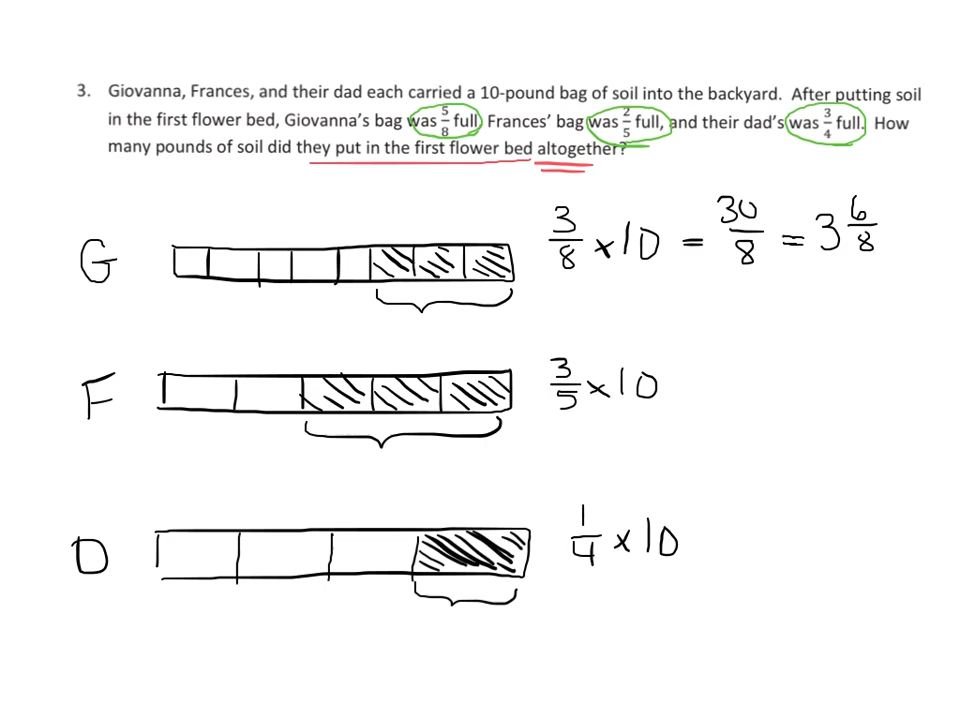 3. Giovanna, Frances, and their dad each carried a 10-pound bag of soil into the backyard. After putting soil
in the first flower bed, Giovanna's bag was 5/8 full, Frances' bag was 2/5 full, and their dad's was 3/4 full. How
many pounds of soil did they put in the first flower bed altogether?
G 3/8 x 10 = 30/8 = 3 6/8
F 3/5 x 10
D 1/4 x 10